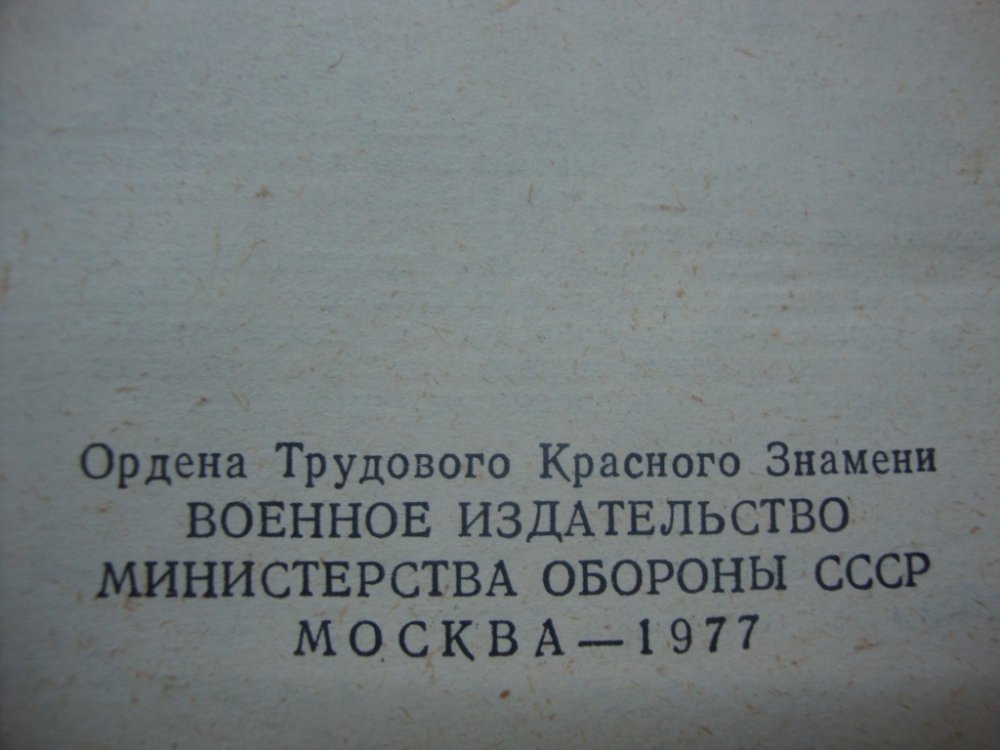 Ордена Трудового Красного Знамени
ВОЕННОЕ ИЗДАТЕЛЬСТВО
МИНИСТЕРСТВА ОБОРОНЫ СССР
МОСКВА — 1977